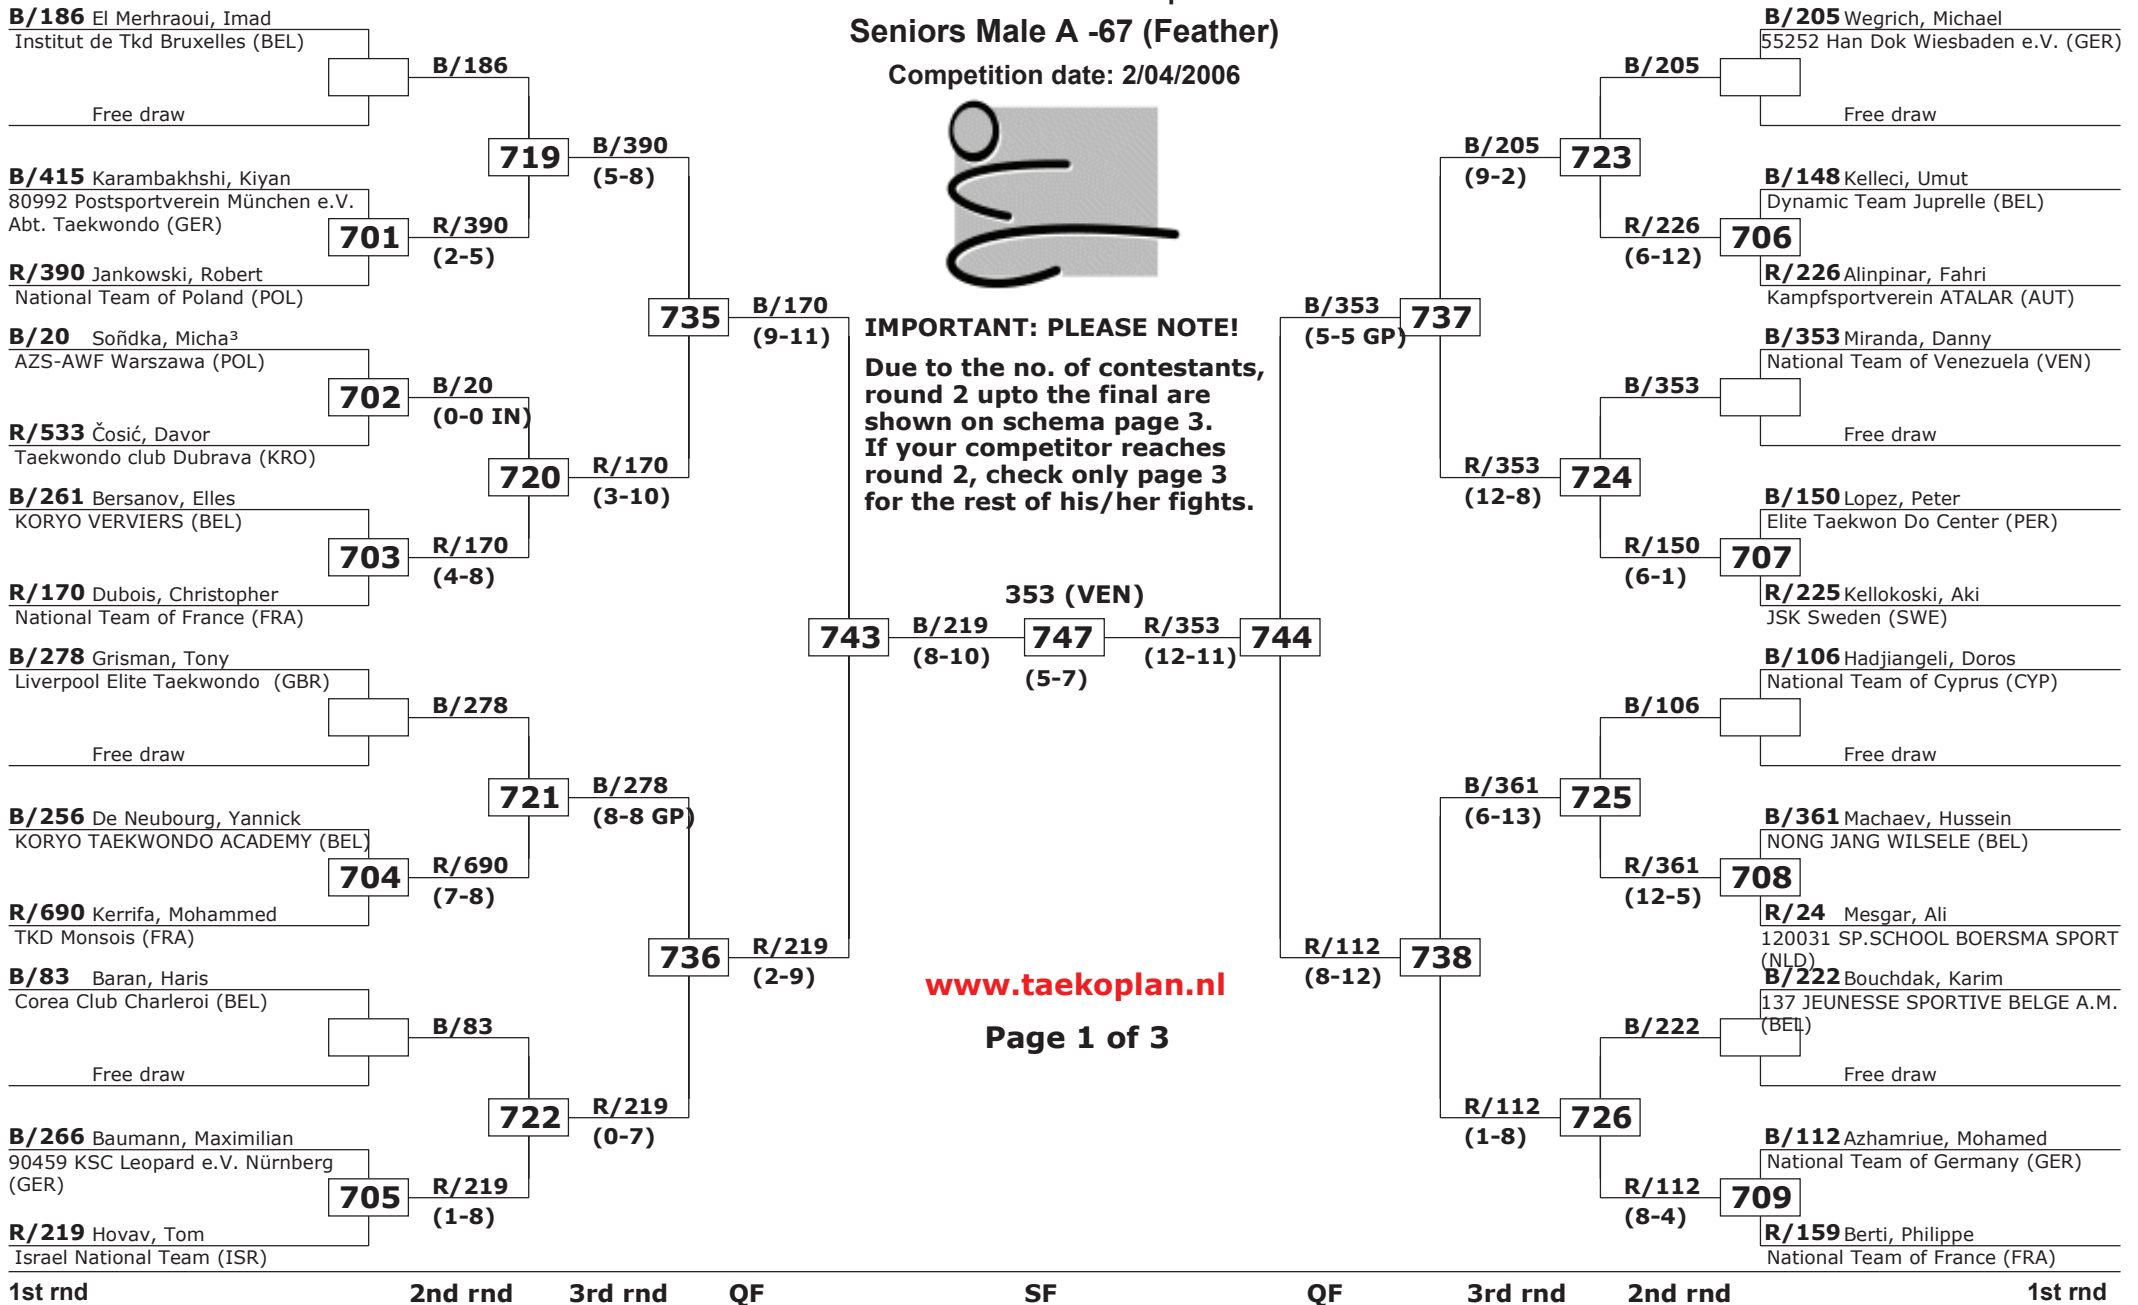 Seniors Male A -67 (Feather)
Competition date: 2/04/2006
B/186 El Merhraoui, Imad
Institut de Tkd Bruxelles (BEL)
Free draw
B/415 Karambakhshi, Kiyan
80992 Postsportverein München e.V.
Abt. Taekwondo (GER)
701
R/390 Jankowski, Robert
National Team of Poland (POL)
B/20 Soñdka, Micha³
AZS-AWF Warszawa (POL)
702
R/533 Čosić, Davor
Taekwondo club Dubrava (KRO)
B/261 Bersanov, Elles
KORYO VERVIERS (BEL)
703
R/170 Dubois, Christopher
National Team of France (FRA)
B/278 Grisman, Tony
Liverpool Elite Taekwondo (GBR)
Free draw
B/256 De Neubourg, Yannick
KORYO TAEKWONDO ACADEMY (BEL)
704
R/690 Kerrifa, Mohammed
TKD Monsois (FRA)
B/83 Baran, Haris
Corea Club Charleroi (BEL)
Free draw
B/266 Baumann, Maximilian
90459 KSC Leopard e.V. Nürnberg
(GER)
705
R/219 Hovav, Tom
Israel National Team (ISR)
B/186
719
R/390
(2-5)
B/20
(0-0 IN)
720
R/170
(4-8)
B/278
721
R/690
(7-8)
B/83
722
R/219
(1-8)
B/390
(5-8)
735
R/170
(3-10)
B/278
(8-8 GP)
736
R/219
(0-7)
B/170
(9-11)
743
R/219
(2-9)
IMPORTANT: PLEASE NOTE!
Due to the no. of contestants,
round 2 upto the final are
shown on schema page 3.
If your competitor reaches
round 2, check only page 3
for the rest of his/her fights.
353 (VEN)
B/219
(8-10)
747
(5-7)
R/353
(12-11)
www.taekoplan.nl
Page 1 of 3
B/353
(5-5 GP)
744
R/112
(8-12)
B/205
(9-2)
737
R/353
(12-8)
B/361
(6-13)
738
R/112
(1-8)
B/205
723
R/226
(6-12)
B/353
724
R/150
(6-1)
B/106
725
R/361
(12-5)
B/222
726
R/112
(8-4)
B/205 Wegrich, Michael
55252 Han Dok Wiesbaden e.V. (GER)
Free draw
B/148 Kelleci, Umut
Dynamic Team Juprelle (BEL)
706
R/226 Alinpinar, Fahri
Kampfsportverein ATALAR (AUT)
B/353 Miranda, Danny
National Team of Venezuela (VEN)
Free draw
B/150 Lopez, Peter
Elite Taekwon Do Center (PER)
707
R/225 Kellokoski, Aki
JSK Sweden (SWE)
B/106 Hadjiangeli, Doros
National Team of Cyprus (CYP)
Free draw
B/361 Machaev, Hussein
NONG JANG WILSELE (BEL)
708
R/24 Mesgar, Ali
120031 SP.SCHOOL BOERSMA SPORT
(NLD)
B/222 Bouchdak, Karim
137 JEUNESSE SPORTIVE BELGE A.M.
(BEL)
Free draw
B/112 Azhamriue, Mohamed
National Team of Germany (GER)
709
R/159 Berti, Philippe
National Team of France (FRA)
1st rnd 2nd rnd 3rd rnd QF SF QF 3rd rnd 2nd rnd 1st rnd